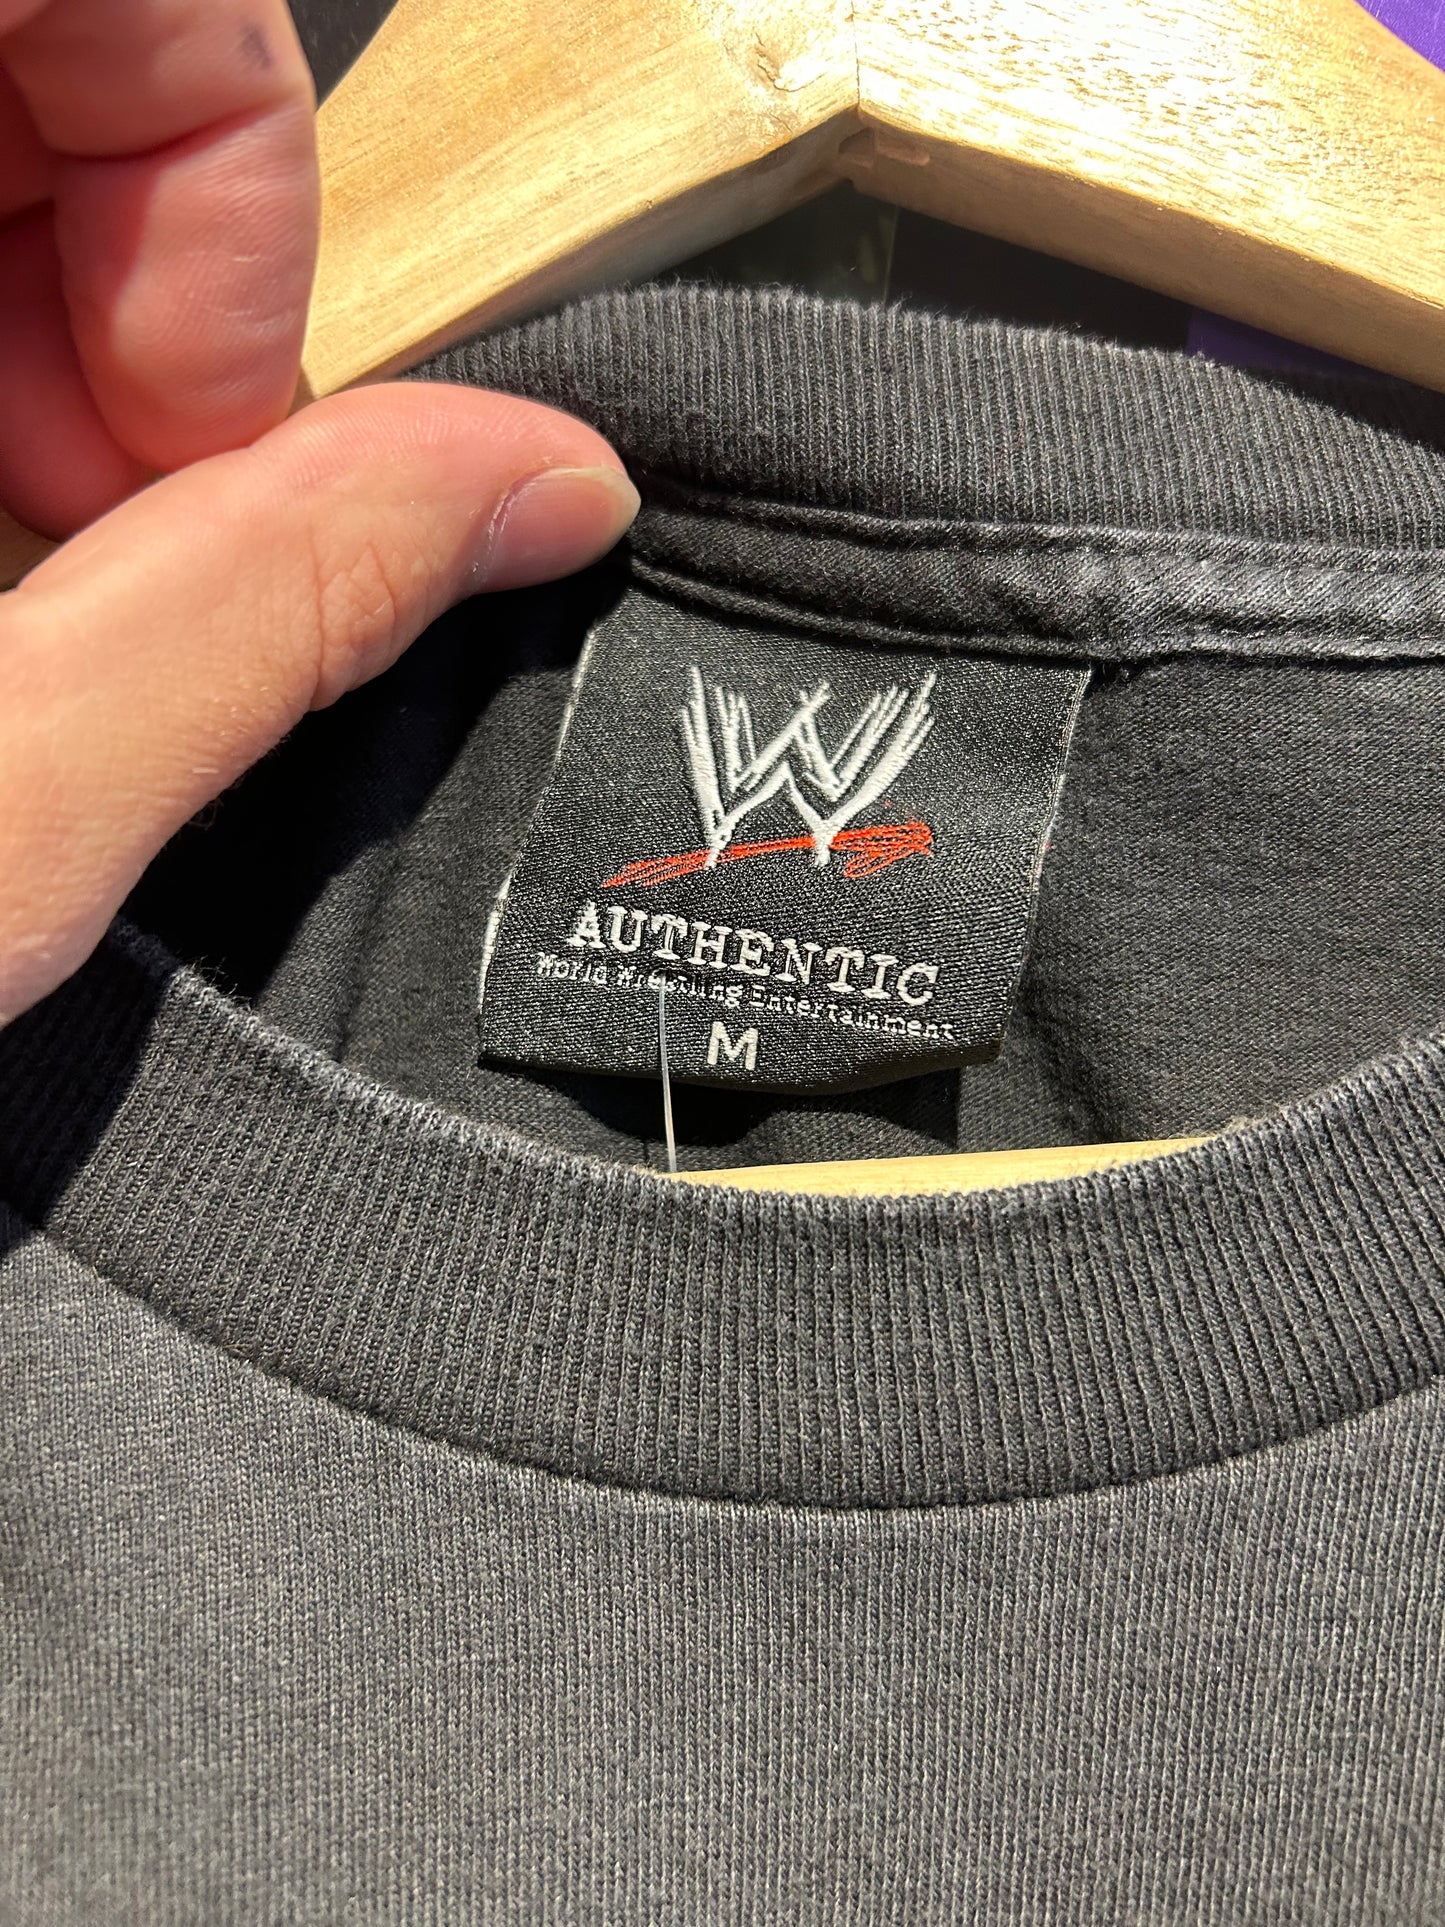 W
AUTHENTIC
World Wrestling Entertainment
M